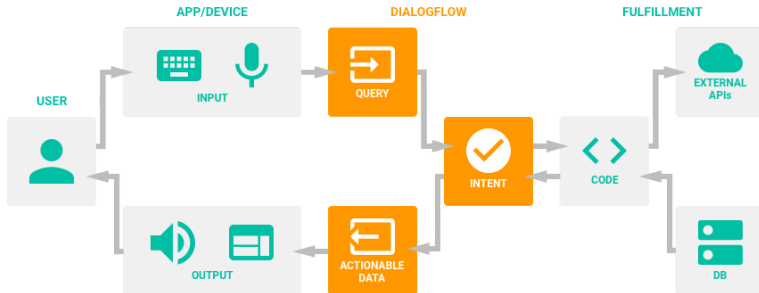 APP/DEVICE
DIALOGFLOW
FULFILLMENT
USER
INPUT
QUERY
INTENT
CODE
EXTERNAL
APIs
OUTPUT
ACTIONABLE
DATA
DB